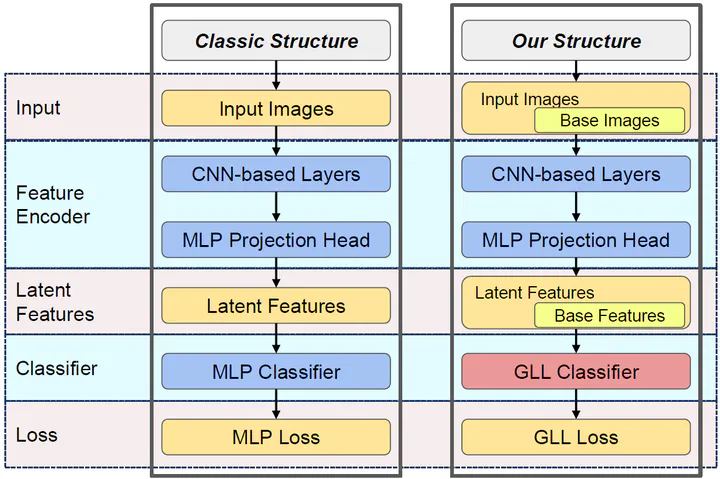 Classic Structure
Our Structure
Input
Input Images
Input Images
Base Images
Feature
Encoder
CNN-based Layers
CNN-based Layers
MLP Projection Head
MLP Projection Head
Latent
Features
Latent Features
Latent Features
Base Features
Classifier
MLP Classifier
GLL Classifier
Loss
MLP Loss
GLL Loss